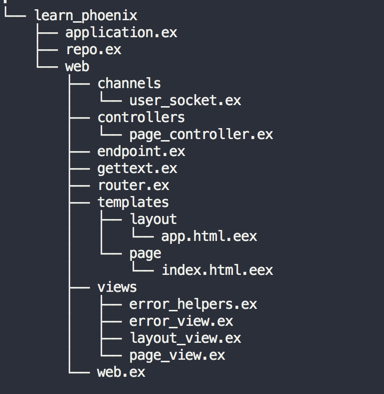 learn_phoenix
application.ex
repo.ex
web
channels
user_socket.ex
controllers
page_controller.ex
endpoint.ex
gettext.ex
router.ex
templates
layout
app.html.eex
page
index.html.eex
views
error_helpers.ex
error_view.ex
layout_view.ex
page_view.ex
web.ex